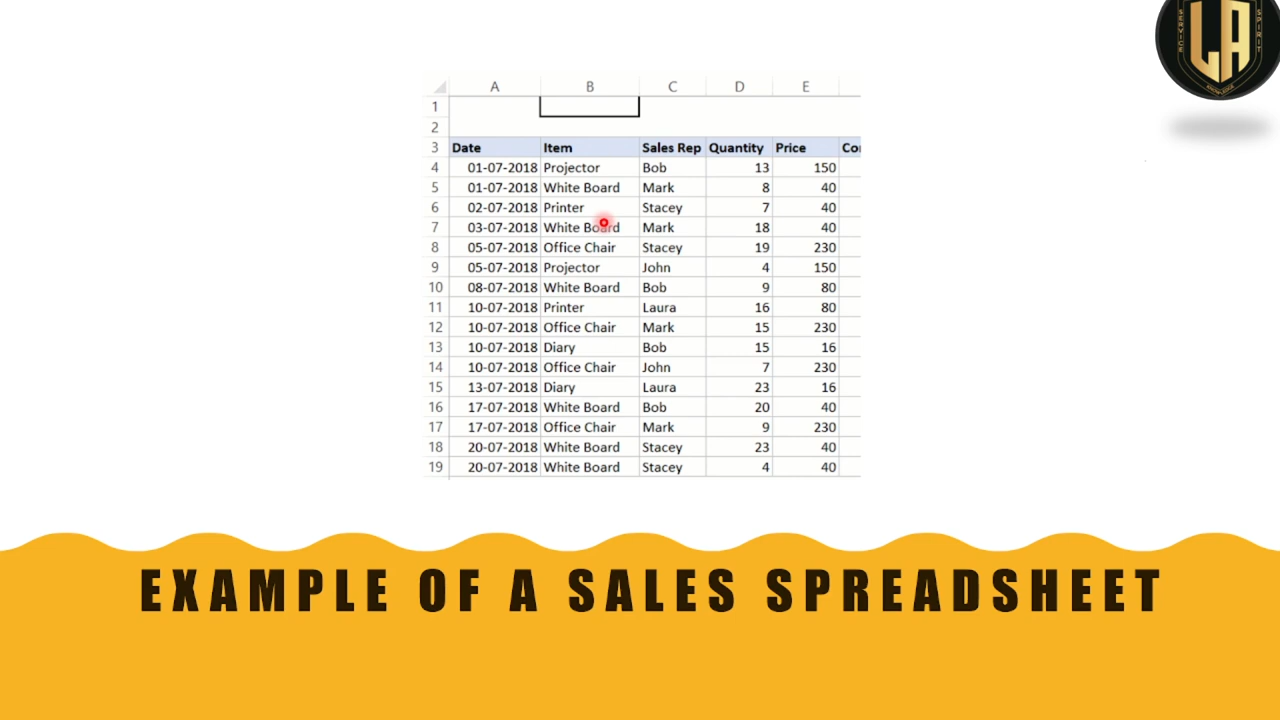 LA
SERVICE
SPIRIT
KNOWLEDGE
A B C D E
1
2
3 Date Item Sales Rep Quantity Price
4 01-07-2018 Projector Bob 13 150
5 01-07-2018 White Board Mark 8 40
6 02-07-2018 Printer Stacey 7 40
7 03-07-2018 White Board Mark 18 40
8 05-07-2018 Office Chair Stacey 19 230
9 05-07-2018 Projector John 4 150
10 08-07-2018 White Board Bob 9 80
11 10-07-2018 Printer Laura 16 80
12 10-07-2018 Office Chair Mark 15 230
13 10-07-2018 Diary Bob 15 16
14 10-07-2018 Office Chair John 7 230
15 13-07-2018 Diary Laura 23 16
16 17-07-2018 White Board Bob 20 40
17 17-07-2018 Office Chair Mark 9 230
18 20-07-2018 White Board Stacey 23 40
19 20-07-2018 White Board Stacey 4 40
EXAMPLE OF A SALES SPREADSHEET